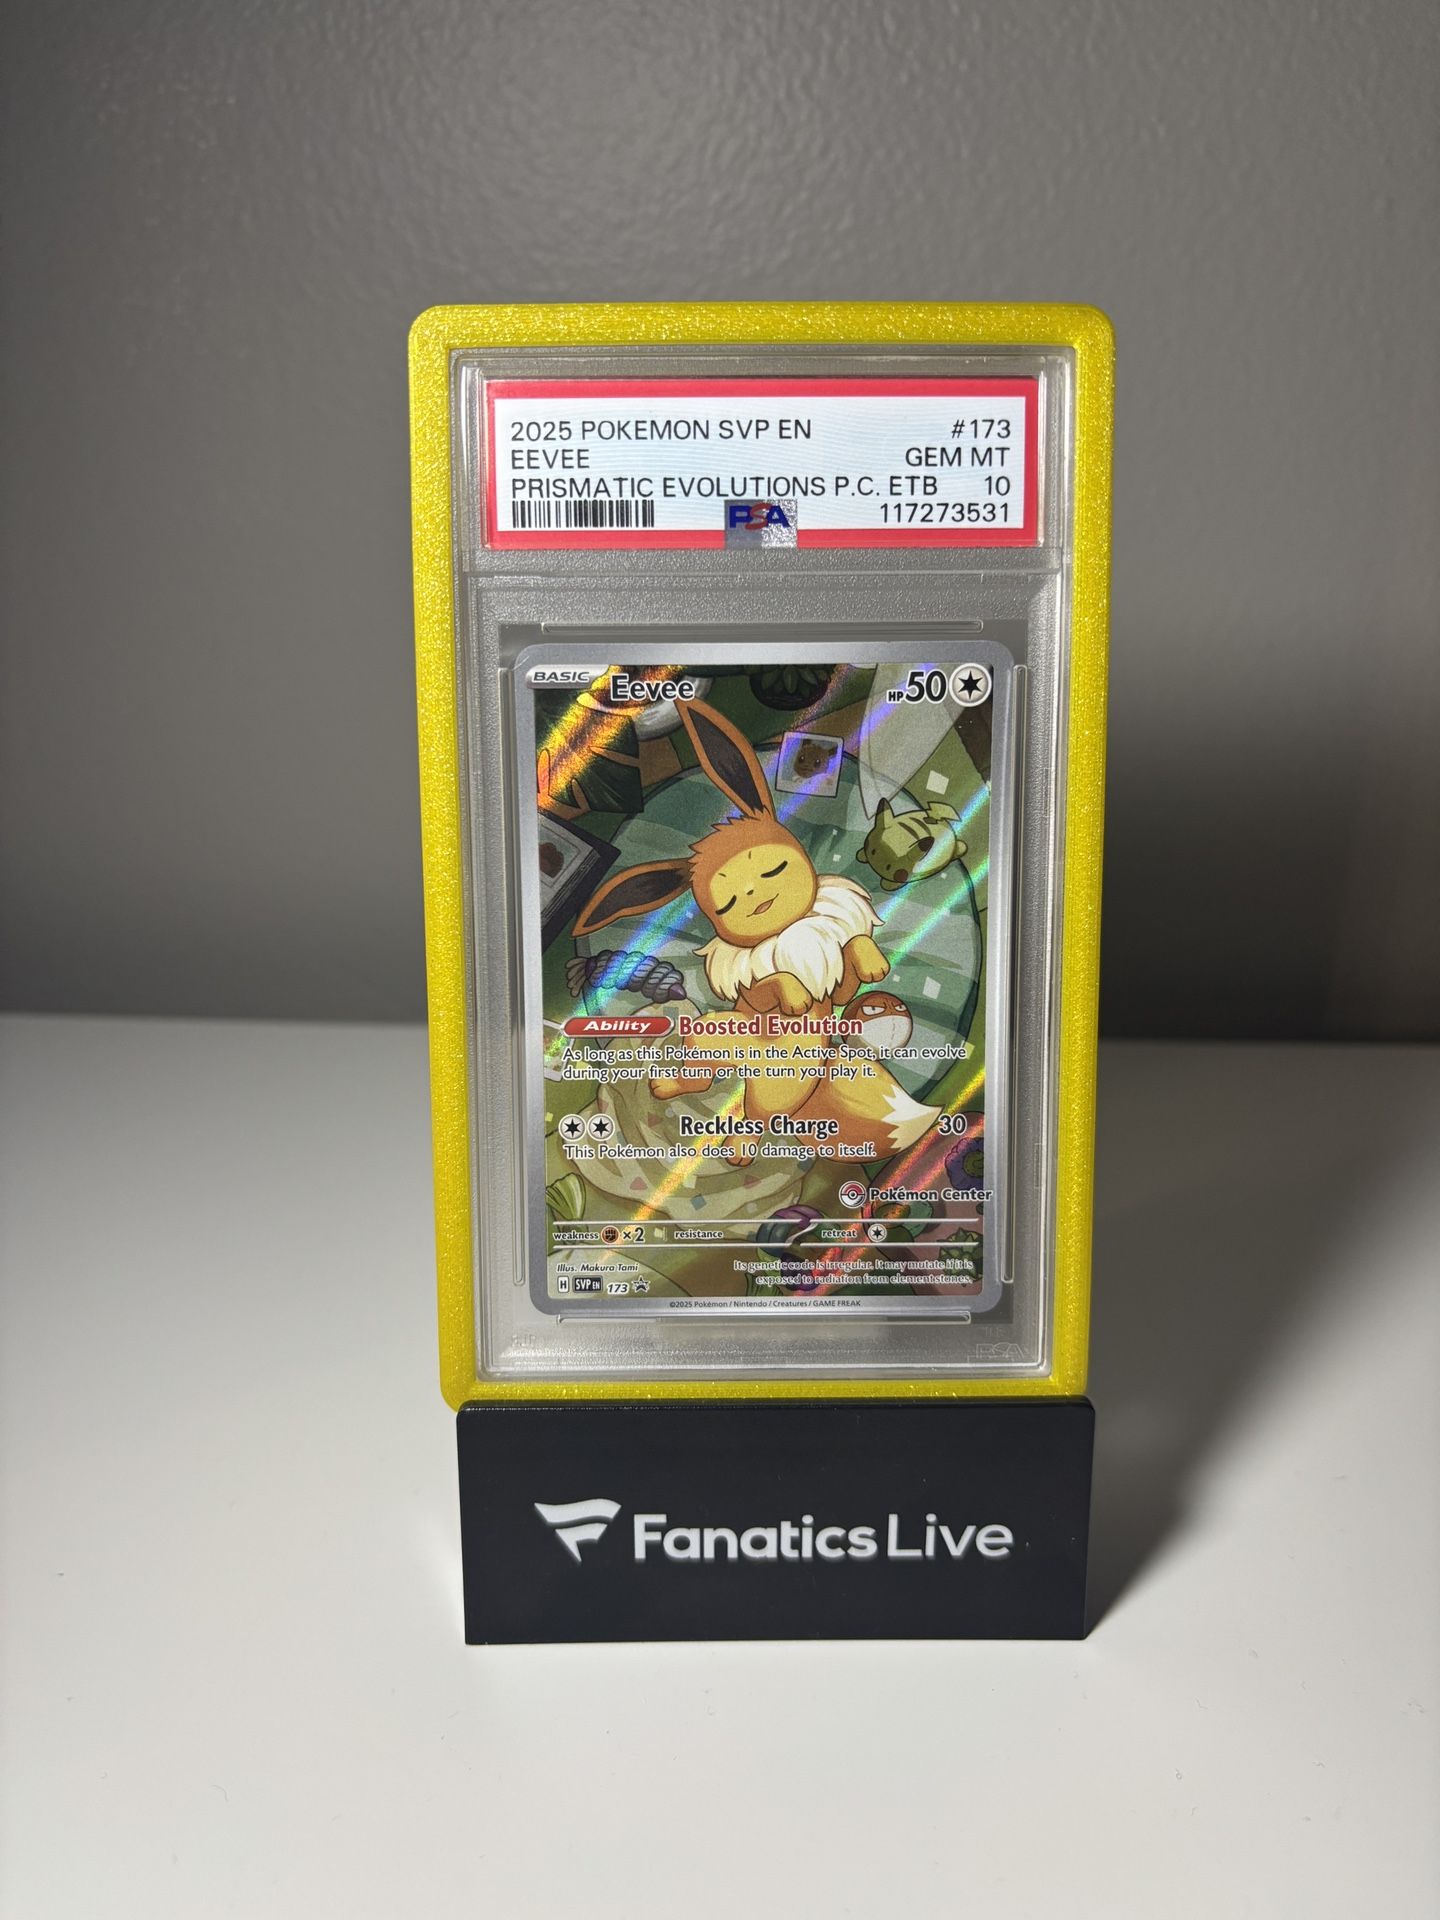 2025 POKEMON SVP EN #173
EEVEE GEM MT
PRISMATIC EVOLUTIONS P.C. ETB 10
PSA 117273531
BASIC Eevee HP 50
Ability Boosted Evolution
As long as this Pokémon is in the Active Spot, it can evolve
during your first turn or the turn you play it.
Reckless Charge 30
This Pokémon also does 10 damage to itself.
Pokémon Center
weakness ×2 resistance retreat
Illus. Makura Tami
Its genetic code is irregular. It may mutate if it is
exposed to radiation from element stones.
H SVP EN 173
©2025 Pokémon / Nintendo / Creatures / GAME FREAK
PSA
Fanatics Live